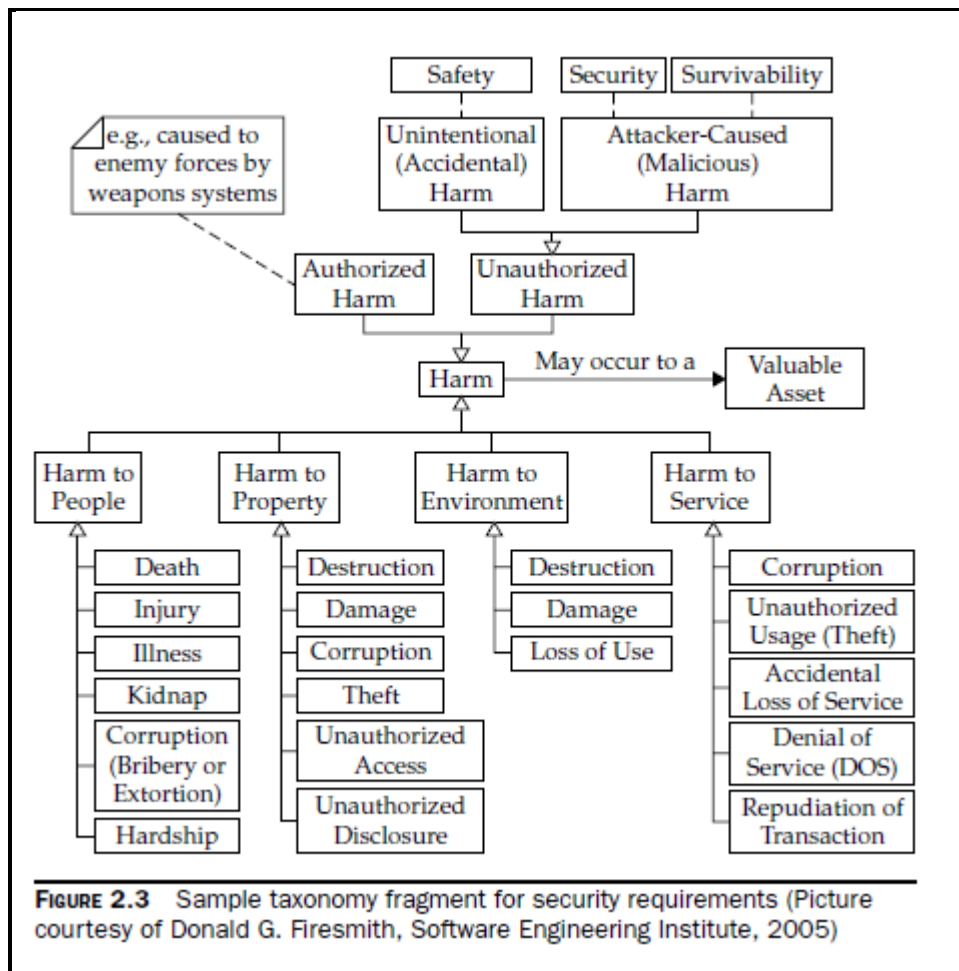 Safety
Security
Survivability
e.g., caused to
enemy forces by
weapons systems
Unintentional
(Accidental)
Harm
Attacker-Caused
(Malicious)
Harm
Authorized
Harm
Unauthorized
Harm
Harm
May occur to a
Valuable
Asset
Harm to
People
Harm to
Property
Harm to
Environment
Harm to
Service
Death
Injury
Illness
Kidnap
Corruption
(Bribery or
Extortion)
Hardship
Destruction
Damage
Corruption
Theft
Unauthorized
Access
Unauthorized
Disclosure
Destruction
Damage
Loss of Use
Corruption
Unauthorized
Usage (Theft)
Accidental
Loss of Service
Denial of
Service (DOS)
Repudiation of
Transaction
FIGURE 2.3 Sample taxonomy fragment for security requirements (Picture
courtesy of Donald G. Firesmith, Software Engineering Institute, 2005)